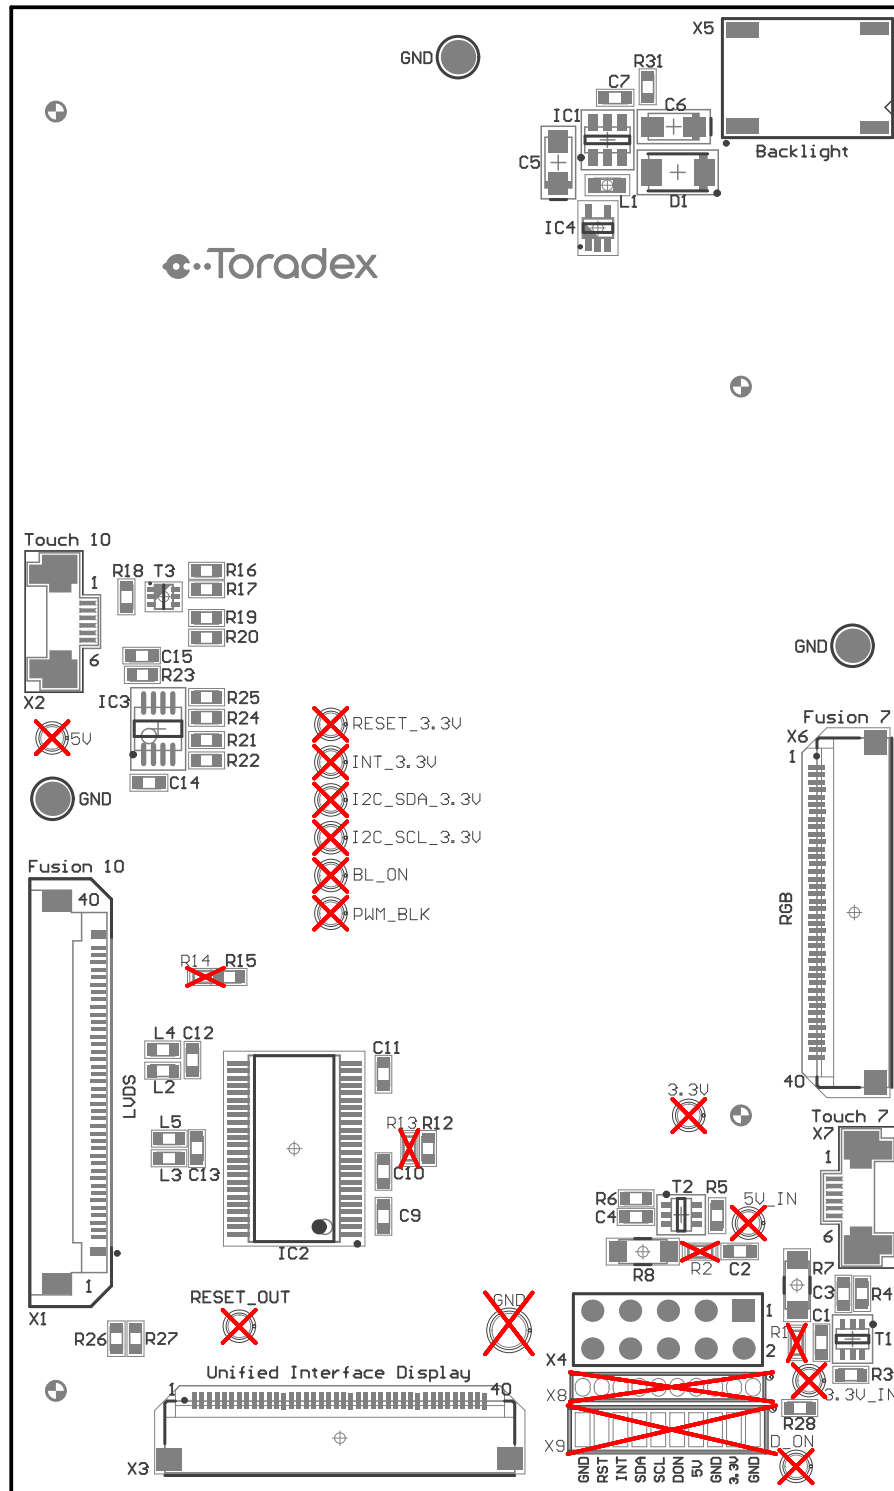 X5
GND
R31
C7
C6
IC1
Backlight
C5
L1
D1
IC4
Toradex
Touch 10
R18
T3
R16
1
R17
R19
R20
GND
C15
6
R23
X2
IC3
R25
R24
Fusion 7
5V
RESET_3.3V
X6
R21
1
R22
INT_3.3V
C14
GND
I2C_SDA_3.3V
I2C_SCL_3.3V
Fusion 10
BL_ON
40
PWM_BLK
RGB
R14
R15
L4
C12
C11
L2
40
LVDS
3.3V
Touch 7
L5
R13
R12
X7
1
L3
C13
C10
T2
R6
R5
5V_IN
C4
C9
6
IC2
R8
R2
C2
R7
1
RESET_OUT
GND
C3
R4
X1
1
C1
R26
R27
R1
T1
2
X4
Unified Interface Display
R3
1
40
X8
3.3V_IN
R28
X9
D_ON
X3
GND
RST
INT
SDA
SCL
DON
5V
GND
3.3V
GND